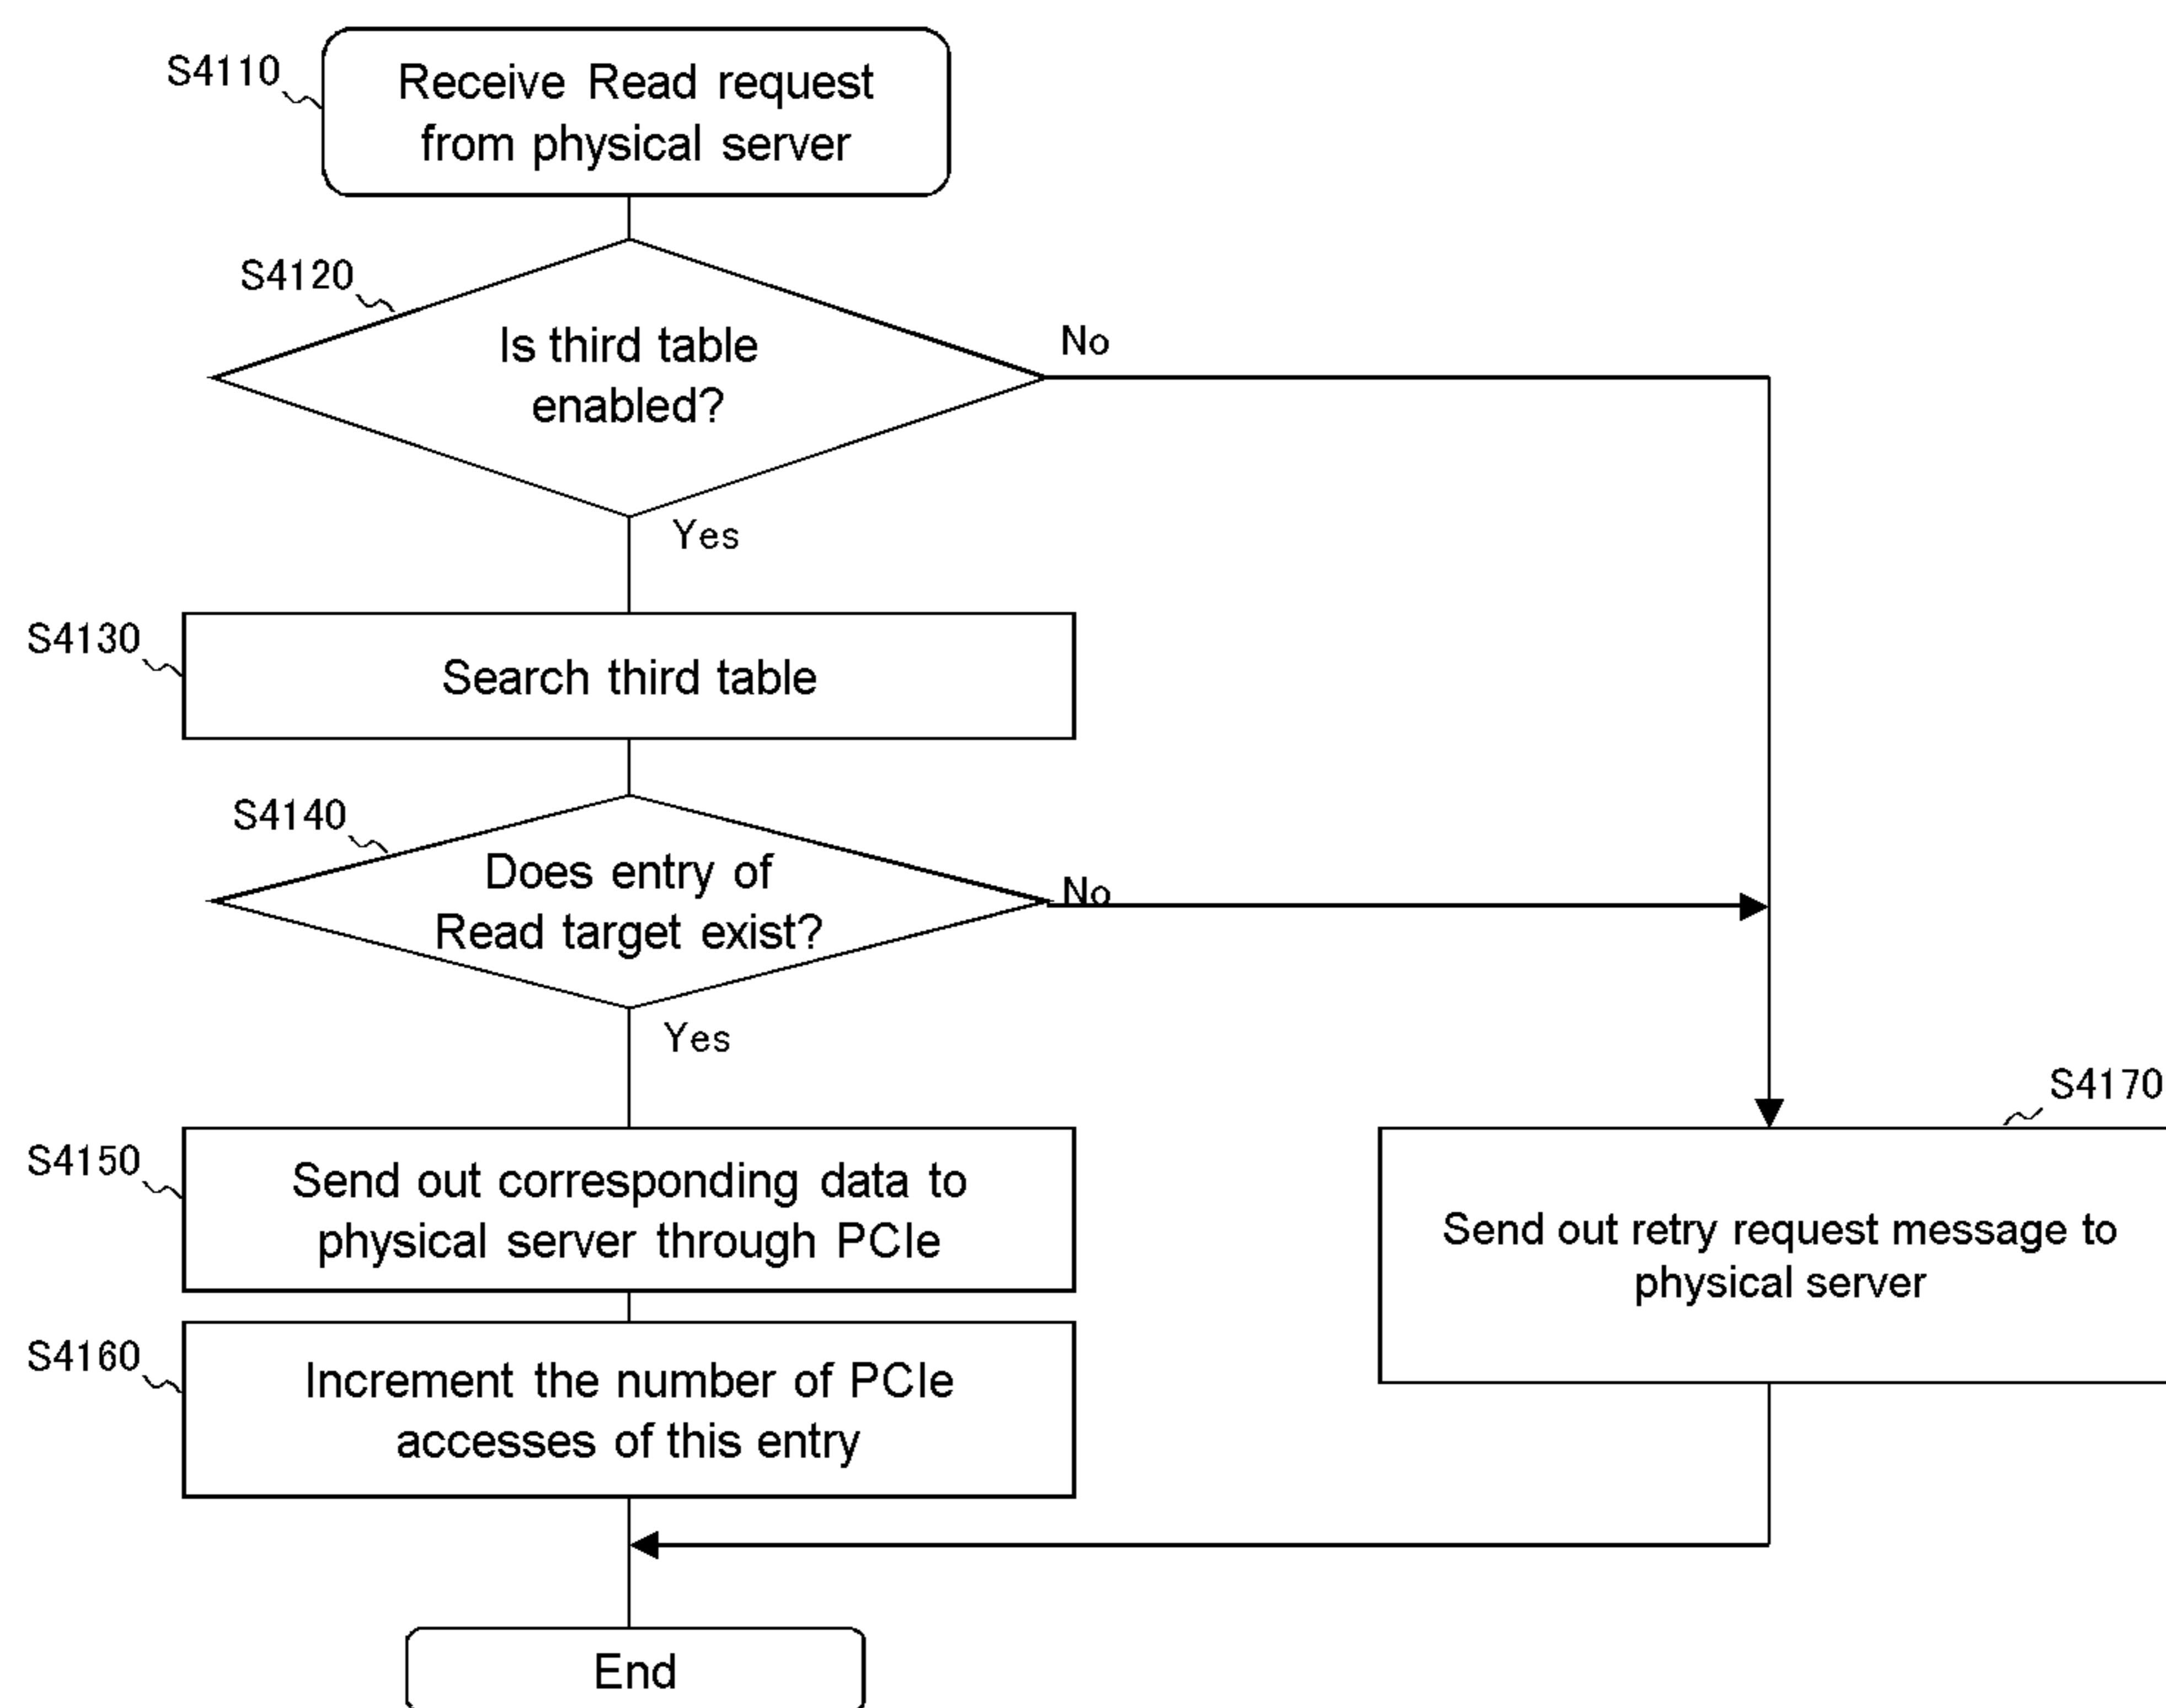 S4110
Receive Read request
from physical server
S4120
Is third table
enabled?
No
Yes
S4130
Search third table
S4140
Does entry of
Read target exist?
No
Yes
S4150
Send out corresponding data to
physical server through PCIe
S4170
Send out retry request message to
physical server
S4160
Increment the number of PCIe
accesses of this entry
End